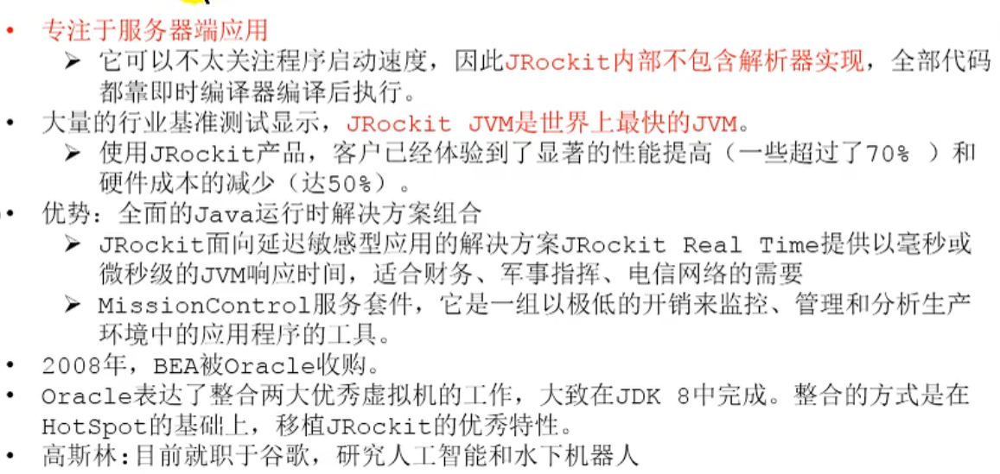 • 专注于服务器端应用
➤ 它可以不太关注程序启动速度，因此JRockit内部不包含解析器实现，全部代码
都靠即时编译器编译后执行。
• 大量的行业基准测试显示，JRockit JVM是世界上最快的JVM。
➤ 使用JRockit产品，客户已经体验到了显著的性能提高（一些超过了70% ）和
硬件成本的减少（达50%）。
• 优势：全面的Java运行时解决方案组合
➤ JRockit面向延迟敏感型应用的解决方案JRockit Real Time提供以毫秒或
微秒级的JVM响应时间，适合财务、军事指挥、电信网络的需要
➤ MissionControl服务套件，它是一组以极低的开销来监控、管理和分析生产
环境中的应用程序的工具。
• 2008年，BEA被Oracle收购。
• Oracle表达了整合两大优秀虚拟机的工作，大致在JDK 8中完成。整合的方式是在
HotSpot的基础上，移植JRockit的优秀特性。
• 高斯林:目前就职于谷歌，研究人工智能和水下机器人